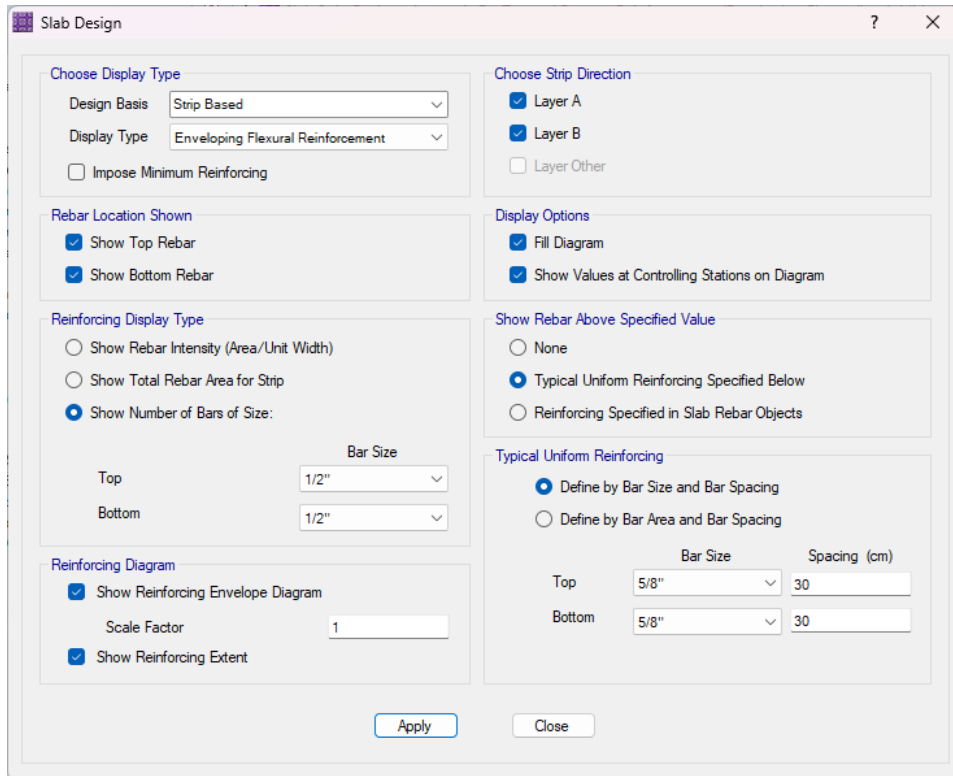 Slab Design
?
Choose Display Type
Design Basis Strip Based
Display Type Enveloping Flexural Reinforcement
Impose Minimum Reinforcing
Rebar Location Shown
Show Top Rebar
Show Bottom Rebar
Reinforcing Display Type
Show Rebar Intensity (Area/Unit Width)
Show Total Rebar Area for Strip
Show Number of Bars of Size:
Bar Size
Top 1/2"
Bottom 1/2"
Reinforcing Diagram
Show Reinforcing Envelope Diagram
Scale Factor 1
Show Reinforcing Extent
Choose Strip Direction
Layer A
Layer B
Layer Other
Display Options
Fill Diagram
Show Values at Controlling Stations on Diagram
Show Rebar Above Specified Value
None
Typical Uniform Reinforcing Specified Below
Reinforcing Specified in Slab Rebar Objects
Typical Uniform Reinforcing
Define by Bar Size and Bar Spacing
Define by Bar Area and Bar Spacing
Bar Size Spacing (cm)
Top 5/8" 30
Bottom 5/8" 30
Apply Close